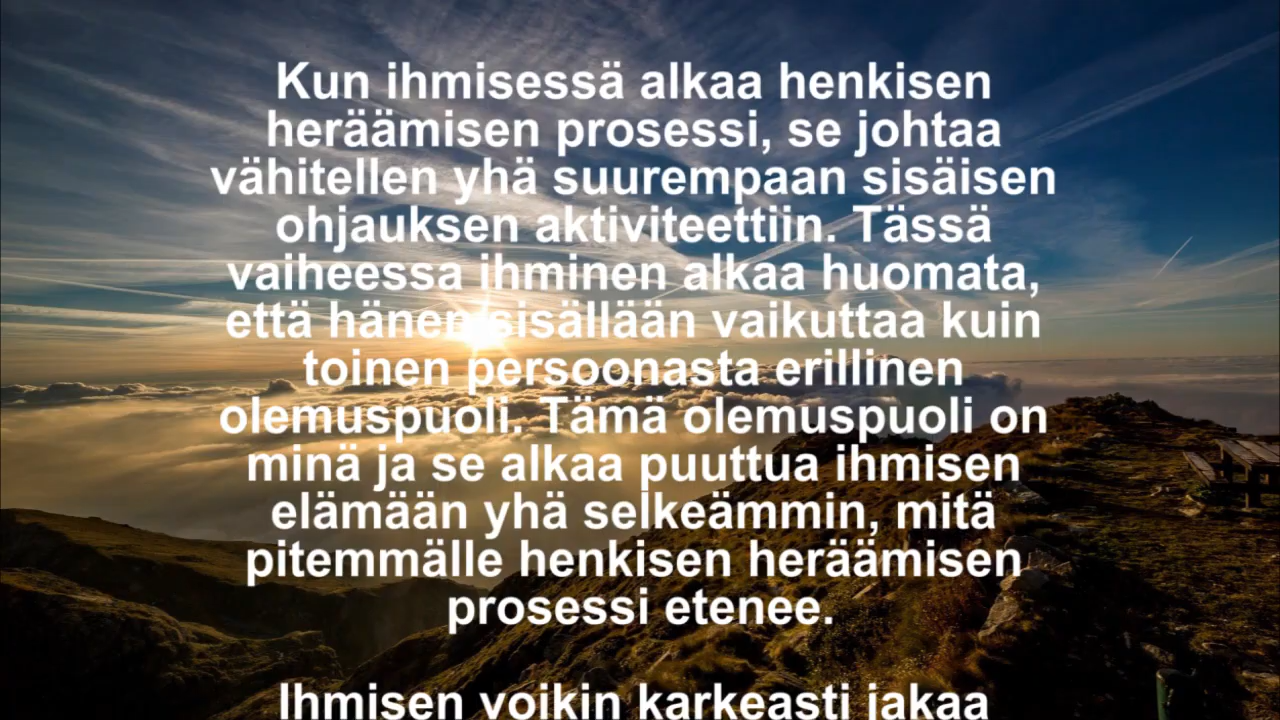 Kun ihmisessä alkaa henkisen
heräämisen prosessi, se johtaa
vähitellen yhä suurempaan sisäisen
ohjauksen aktiviteettiin. Tässä
vaiheessa ihminen alkaa huomata,
että hänen sisällään vaikuttaa kuin
toinen persoonasta erillinen
olemuspuoli. Tämä olemuspuoli on
minä ja se alkaa puuttua ihmisen
elämään yhä selkeämmin, mitä
pitemmälle henkisen heräämisen
prosessi etenee.
Ihmisen voikin karkeasti jakaa